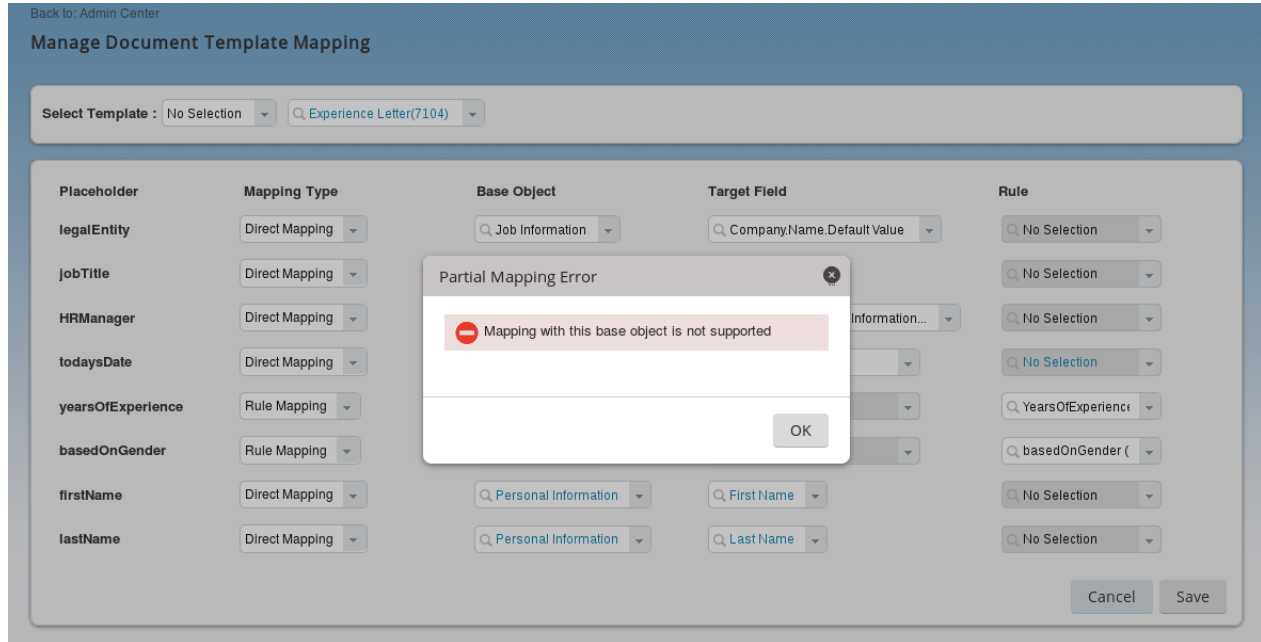 Back to: Admin Center
Manage Document Template Mapping
Select Template : No Selection Experience Letter(7104)
Placeholder Mapping Type Base Object Target Field Rule
legalEntity Direct Mapping Job Information Company.Name.Default Value No Selection
jobTitle Direct Mapping No Selection
HRManager Direct Mapping Information... No Selection
todaysDate Direct Mapping No Selection
yearsOfExperience Rule Mapping YearsOfExperience
basedOnGender Rule Mapping basedOnGender (
firstName Direct Mapping Personal Information First Name No Selection
lastName Direct Mapping Personal Information Last Name No Selection
Partial Mapping Error
Mapping with this base object is not supported
OK
Cancel Save